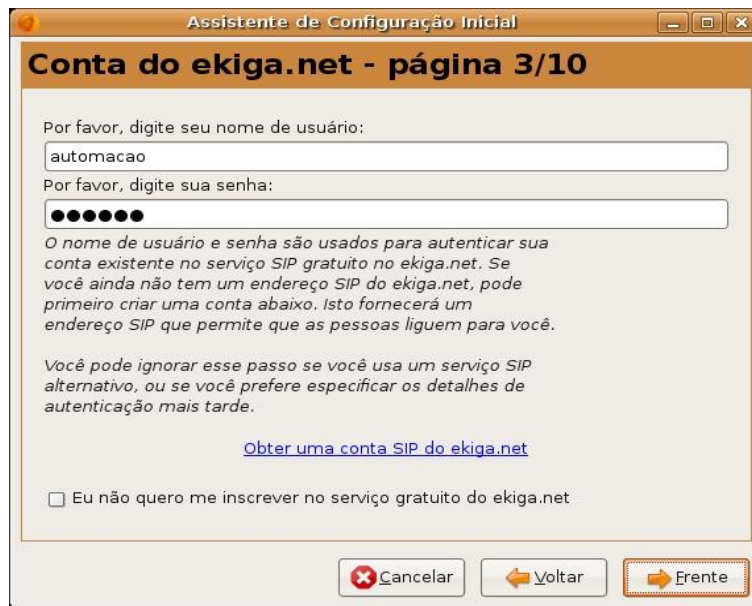 Assistente de Configuração Inicial
Conta do ekiga.net - página 3/10
Por favor, digite seu nome de usuário:
automacao
Por favor, digite sua senha:
●●●●●●
O nome de usuário e senha são usados para autenticar sua
conta existente no serviço SIP gratuito no ekiga.net. Se
você ainda não tem um endereço SIP do ekiga.net, pode
primeiro criar uma conta abaixo. Isto fornecerá um
endereço SIP que permite que as pessoas liguem para você.
Você pode ignorar esse passo se você usa um serviço SIP
alternativo, ou se você prefere especificar os detalhes de
autenticação mais tarde.
Obter uma conta SIP do ekiga.net
Eu não quero me inscrever no serviço gratuito do ekiga.net
Cancelar Voltar Frente